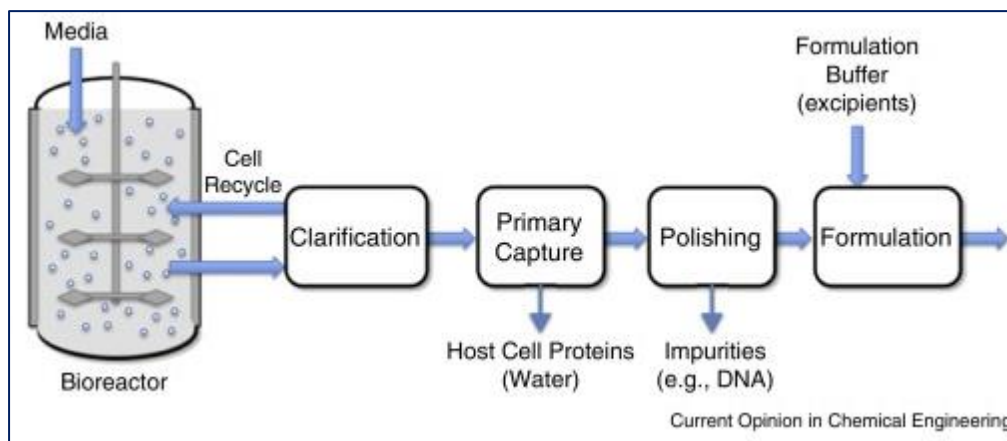 Media
Formulation
Buffer
(excipients)
Cell
Recycle
Clarification
Primary
Capture
Polishing
Formulation
Host Cell Proteins
(Water)
Impurities
(e.g., DNA)
Bioreactor
Current Opinion in Chemical Engineering